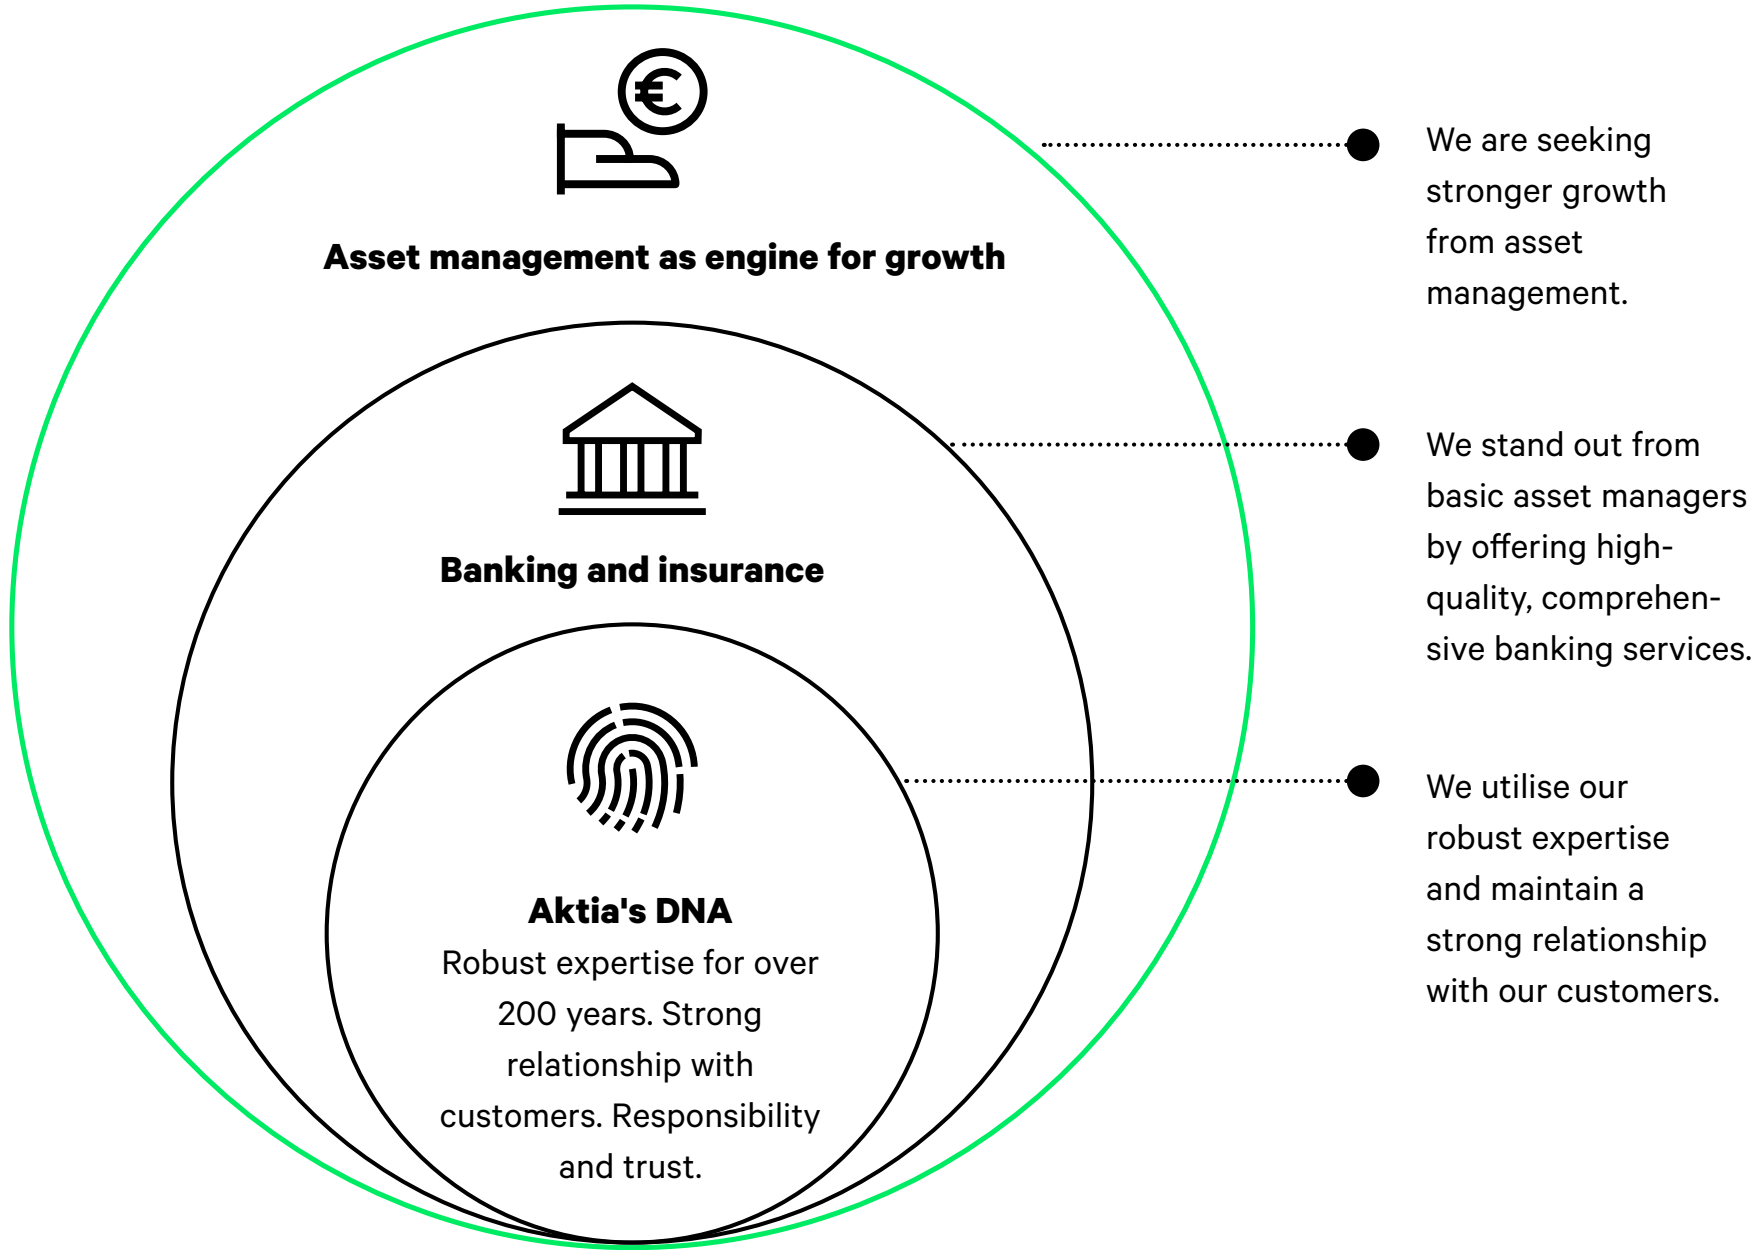 Asset management as engine for growth
We are seeking
stronger growth
from asset
management.
Banking and insurance
We stand out from
basic asset managers
by offering high-
quality, comprehen-
sive banking services.
Aktia's DNA
Robust expertise for over
200 years. Strong
relationship with
customers. Responsibility
and trust.
We utilise our
robust expertise
and maintain a
strong relationship
with our customers.